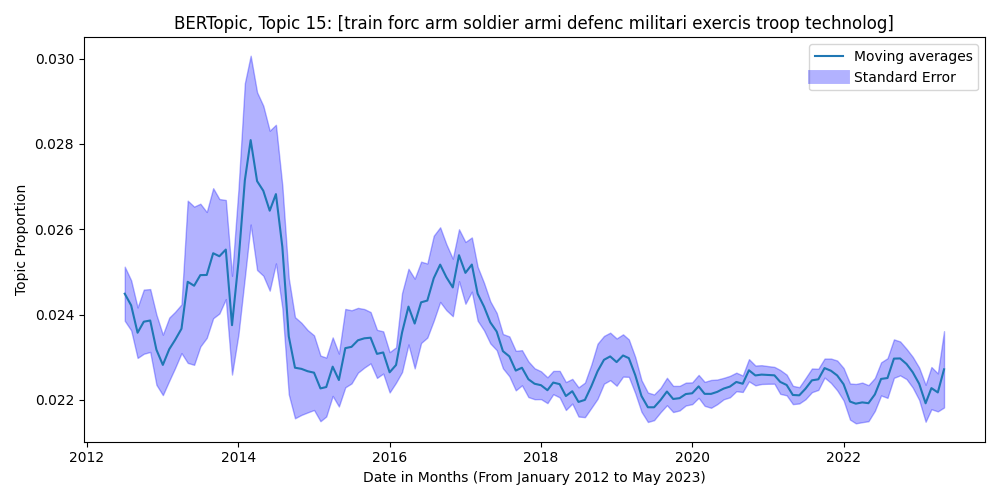 BERTopic, Topic 15: [train forc arm soldier armi defenc militari exercis troop technolog]
Moving averages
Standard Error
Topic Proportion
0.030
0.028
0.026
0.024
0.022
2012
2014
2016
2018
2020
2022
Date in Months (From January 2012 to May 2023)